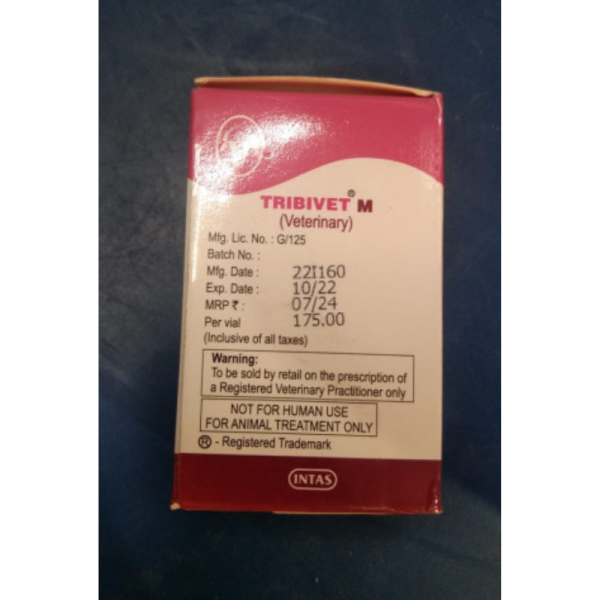 TRIBIVET® M
(Veterinary)
Mfg. Lic. No. : G/125
Batch No. :
Mfg. Date : 22I160
Exp. Date : 10/22
MRP ₹ : 07/24
Per vial 175.00
(Inclusive of all taxes)
Warning:
To be sold by retail on the prescription of
a Registered Veterinary Practitioner only
NOT FOR HUMAN USE
FOR ANIMAL TREATMENT ONLY
® - Registered Trademark
INTAS